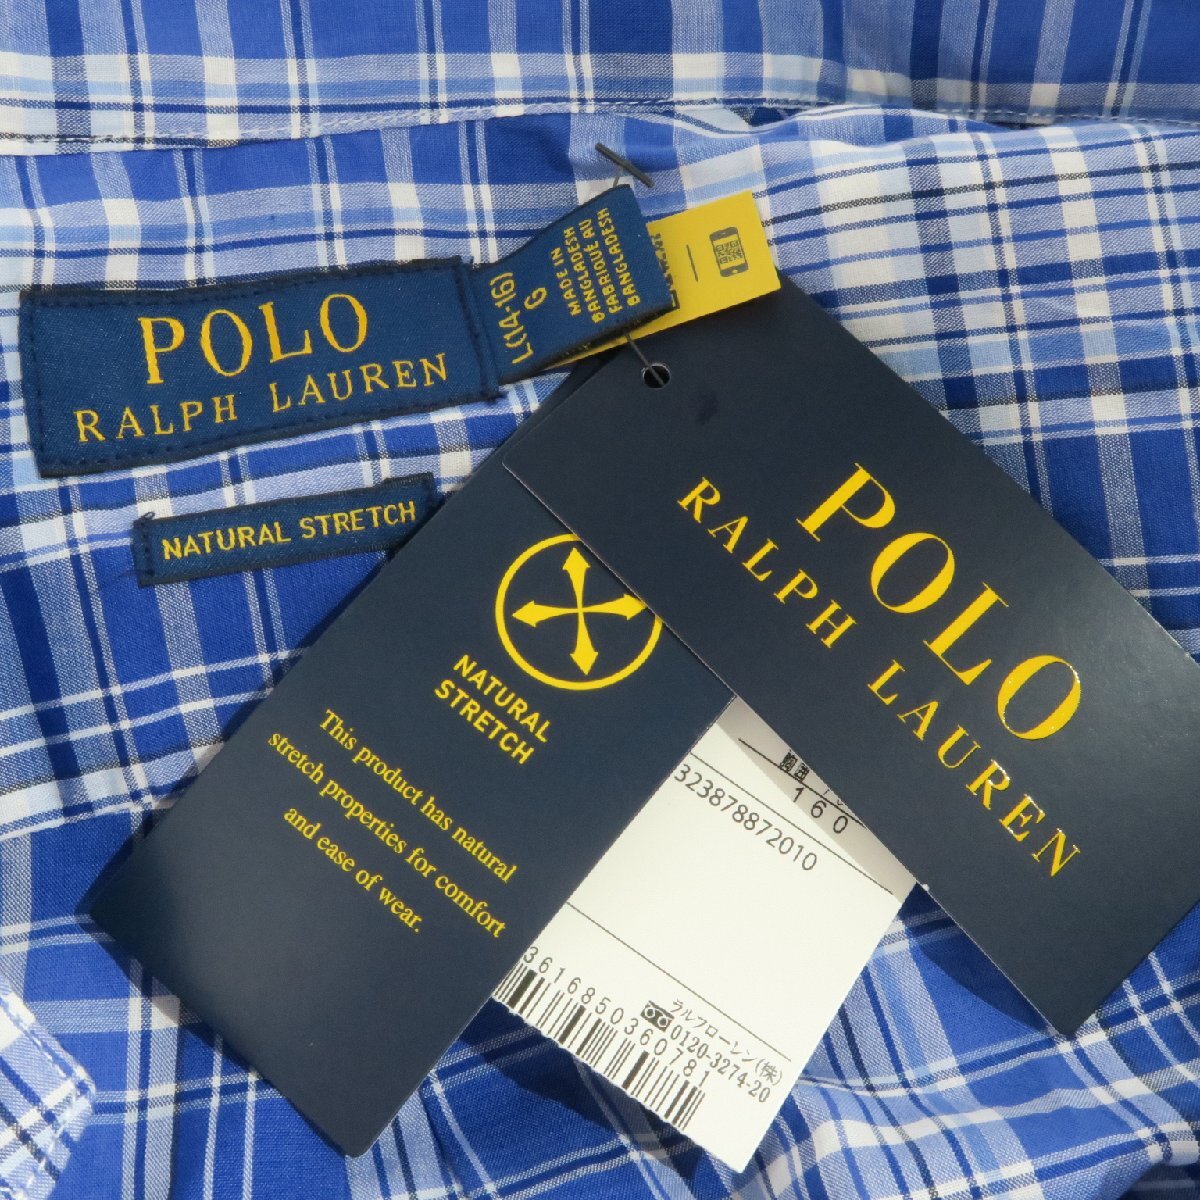 POLO
RALPH LAUREN
L(14-16)
G
MADE IN
BANGLADESH
FABRIQUÉ AU
BANGLADESH
NATURAL STRETCH
NATURAL
STRETCH
This product has natural
stretch properties for comfort
and ease of wear.
POLO
RALPH LAUREN
160
323878872010
3616850360781
ラルフローレン(株)
0120-3274-20